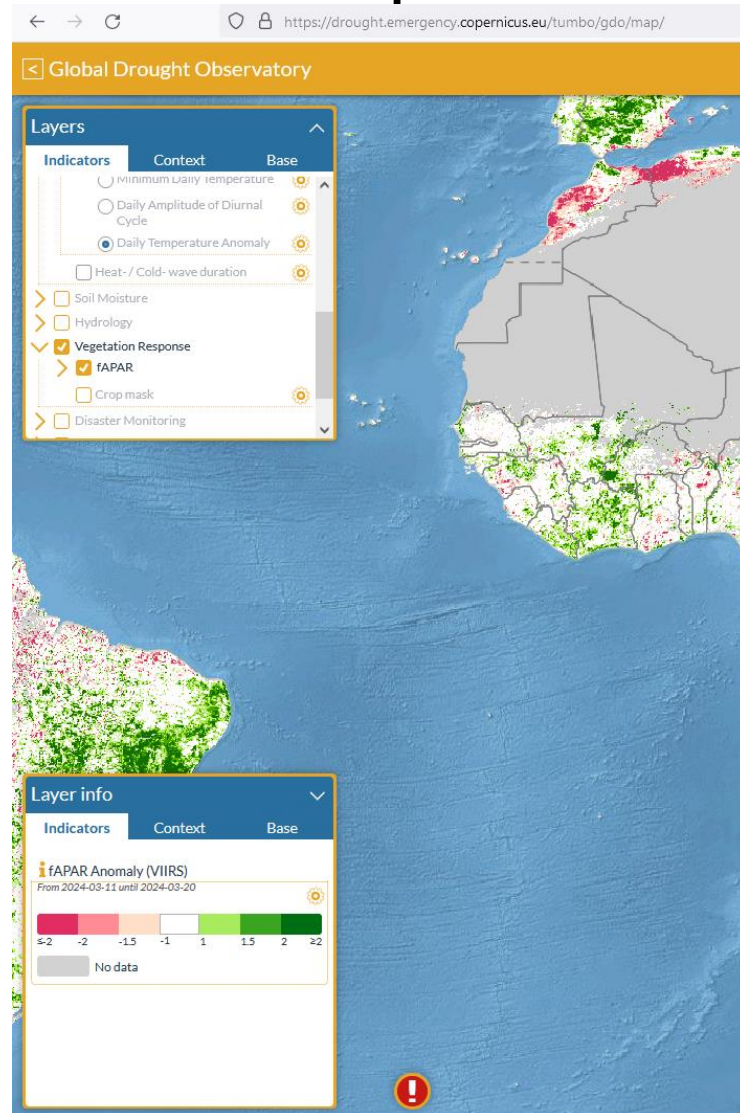 https://drought.emergency.copernicus.eu/tumbo/gdo/map/
< Global Drought Observatory
Layers
Indicators Context Base
Minimum Daily Temperature
Daily Amplitude of Diurnal
Cycle
Daily Temperature Anomaly
Heat-/ Cold- wave duration
Soil Moisture
Hydrology
Vegetation Response
fAPAR
Crop mask
Disaster Monitoring
Layer info
Indicators Context Base
i fAPAR Anomaly (VIIRS)
From 2024-03-11 until 2024-03-20
≤-2 -2 -1.5 -1 1 1.5 2 ≥2
No data
!